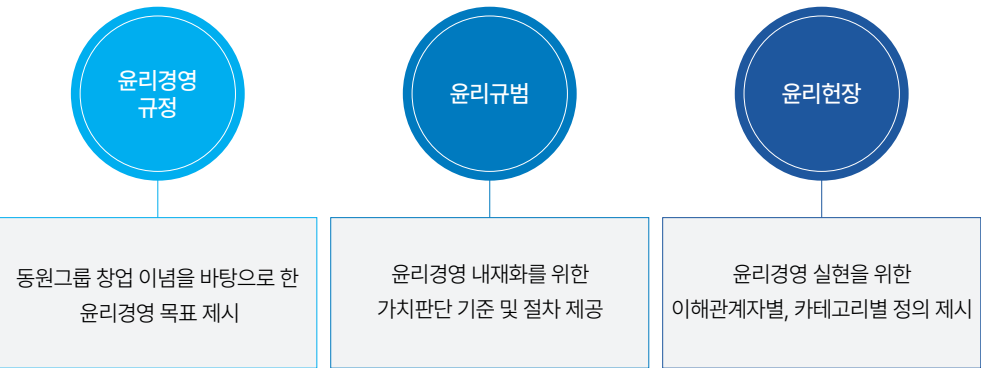 윤리경영
규정
윤리규범
윤리헌장
동원그룹 창업 이념을 바탕으로 한
윤리경영 목표 제시
윤리경영 내재화를 위한
가치판단 기준 및 절차 제공
윤리경영 실현을 위한
이해관계자별, 카테고리별 정의 제시